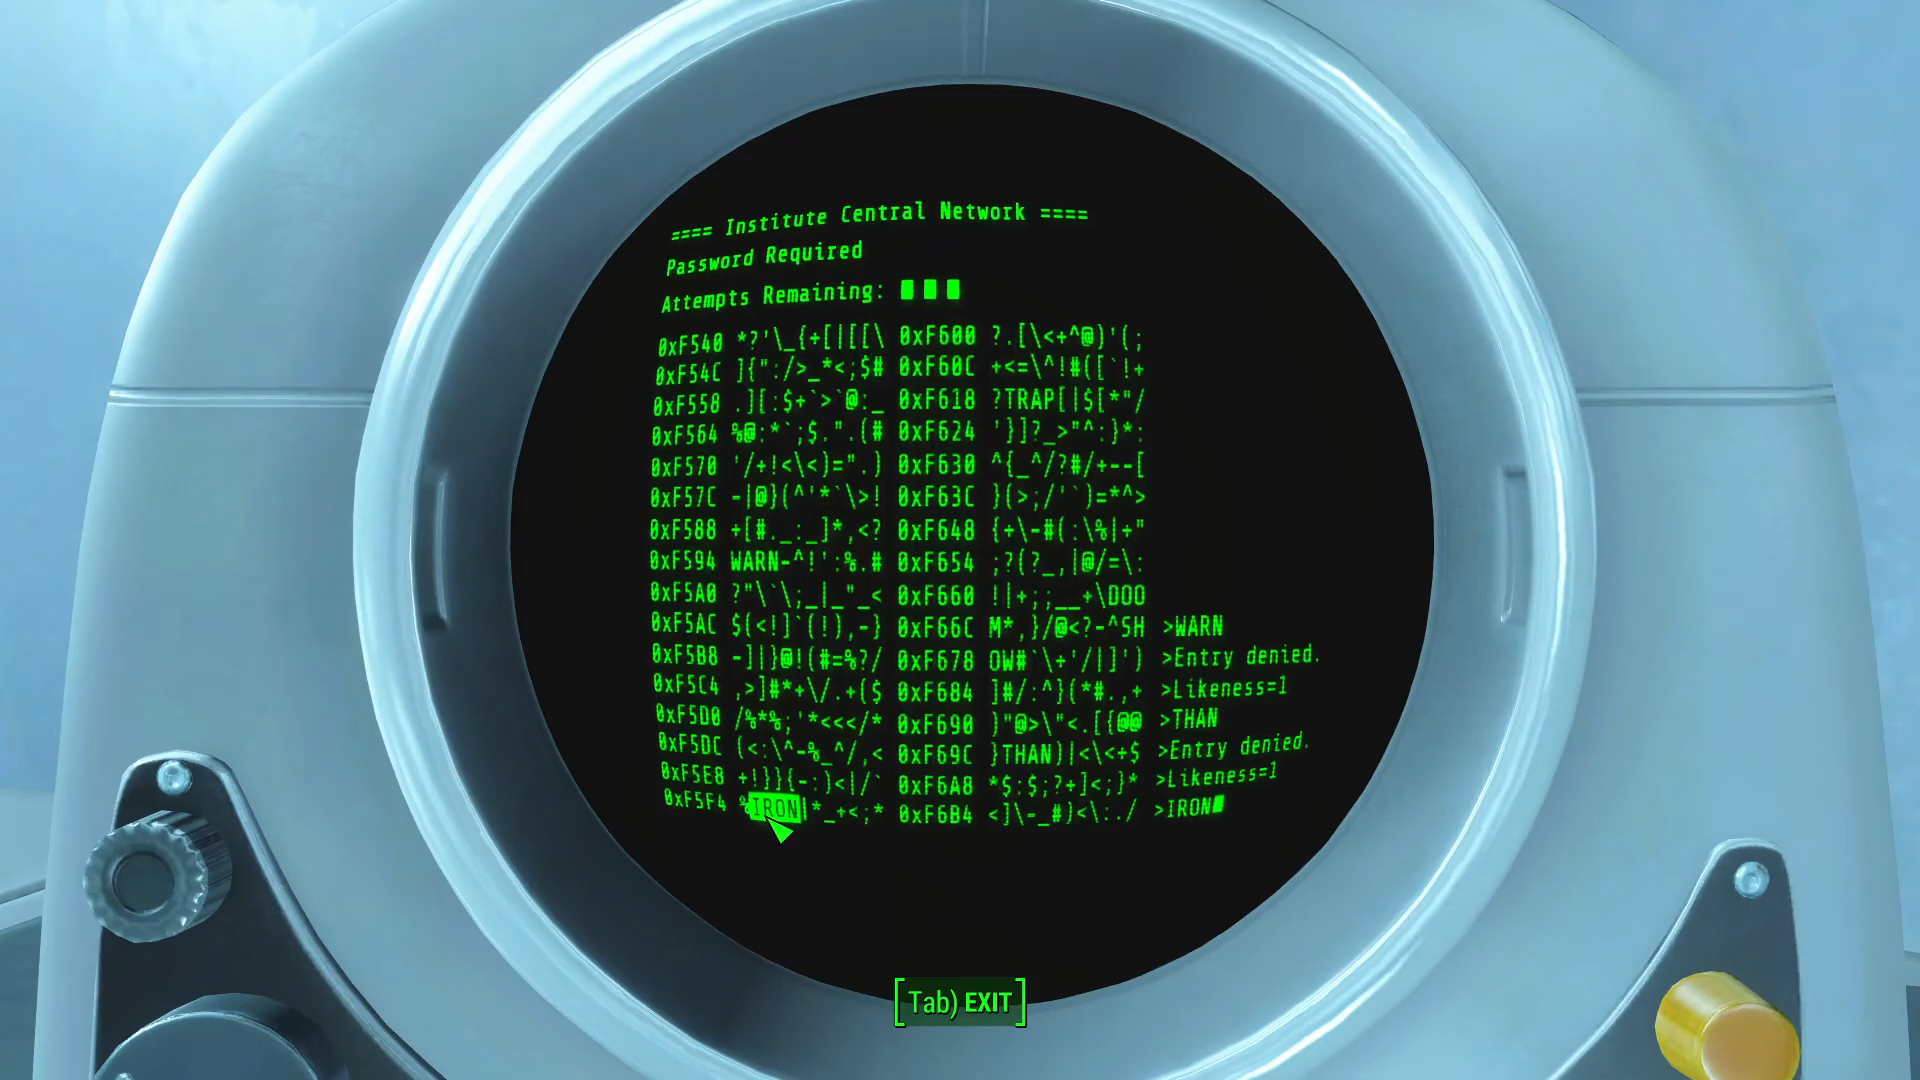 ==== Institute Central Network ====
Password Required
Attempts Remaining: ■ ■ ■
0xF540 *?'\_{+[|[[\ 0xF600 ?.[\<+^@)'(;
0xF54C ]{":/>_*<;$# 0xF60C +<=\^!#([`!+
0xF558 .][:$+`>`@:_ 0xF618 ?TRAP[|$[*"/
0xF564 %@:*`;$.".(# 0xF624 '}]?_>"^:}*:
0xF570 '/+!<\<)=".) 0xF630 ^{_^/?#/+--[
0xF57C -|@}(^'*`\>! 0xF63C }(>;/'`)=*^>
0xF588 +[#._:_]*,<? 0xF648 {+\-#(:\%|+"
0xF594 WARN-^!':%.# 0xF654 ;?(?_,|@/=\:
0xF5A0 ?"\`\;_|_"_< 0xF660 !|+;;__+\DOO
0xF5AC $(<!]`(!),-} 0xF66C M*,}/@<?-^SH >WARN
0xF5B8 -]|}@!(#=%?/ 0xF678 OW#`\+'/|]') >Entry denied.
0xF5C4 ,>]#*+\/.+($ 0xF684 ]#/:^}(*#.,+ >Likeness=1
0xF5D0 /%*%;'*<<</* 0xF690 )"@>\"<.[{@@ >THAN
0xF5DC (<:\^-%_^/,< 0xF69C }THAN)|<\<+$ >Entry denied.
0xF5E8 +!}}{-:)<|/` 0xF6A8 *$:$;?+]<;}* >Likeness=1
0xF5F4 %IRON|*_+<;* 0xF6B4 <]\-_#)<\:./ >IRON■
[Tab) EXIT]